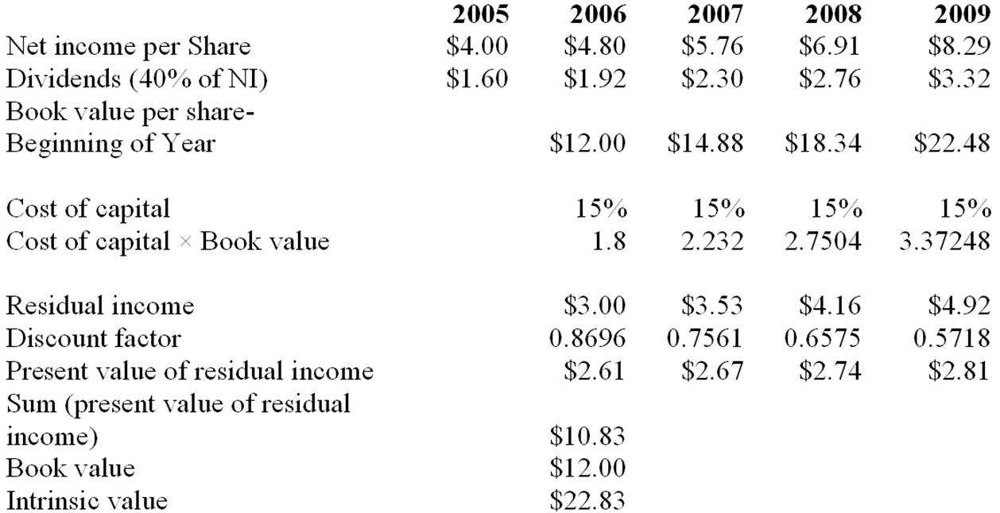 2005 2006 2007 2008 2009
Net income per Share $4.00 $4.80 $5.76 $6.91 $8.29
Dividends (40% of NI) $1.60 $1.92 $2.30 $2.76 $3.32
Book value per share-
Beginning of Year $12.00 $14.88 $18.34 $22.48
Cost of capital 15% 15% 15% 15%
Cost of capital × Book value 1.8 2.232 2.7504 3.37248
Residual income $3.00 $3.53 $4.16 $4.92
Discount factor 0.8696 0.7561 0.6575 0.5718
Present value of residual income $2.61 $2.67 $2.74 $2.81
Sum (present value of residual
income) $10.83
Book value $12.00
Intrinsic value $22.83